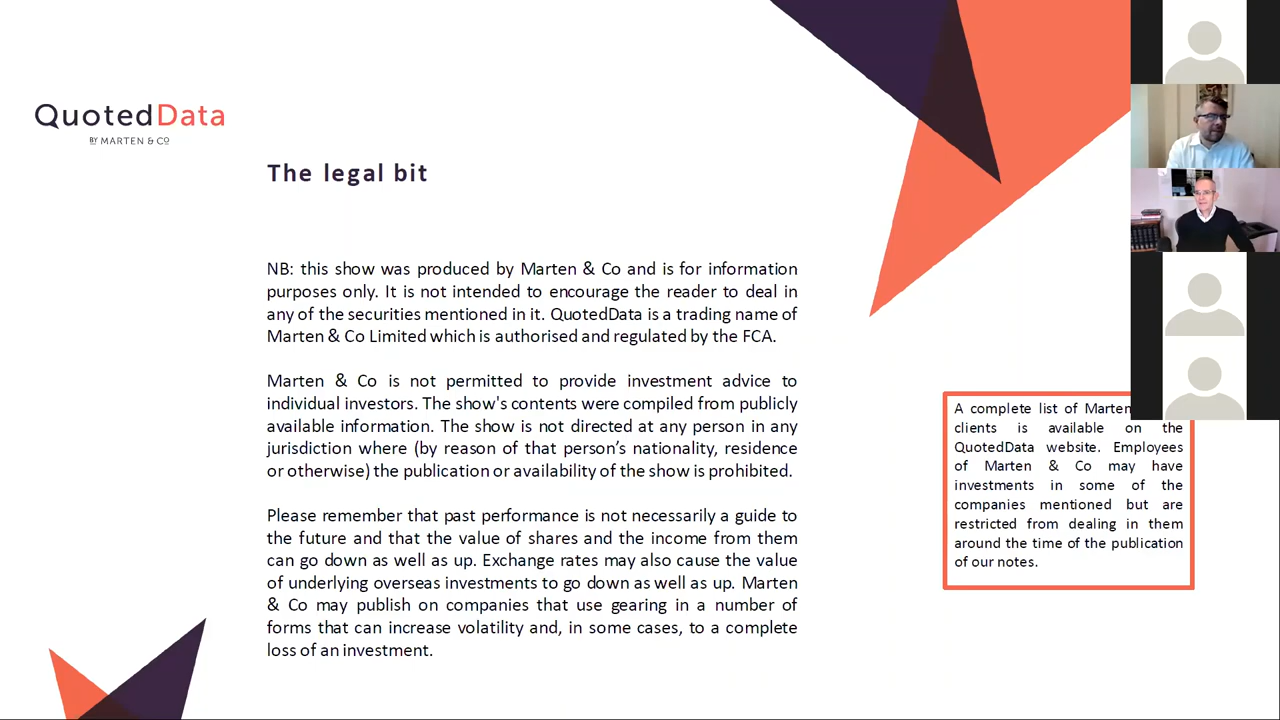 QuotedData
BY MARTEN & CO
The legal bit
NB: this show was produced by Marten & Co and is for information
purposes only. It is not intended to encourage the reader to deal in
any of the securities mentioned in it. QuotedData is a trading name of
Marten & Co Limited which is authorised and regulated by the FCA.
Marten & Co is not permitted to provide investment advice to
individual investors. The show's contents were compiled from publicly
available information. The show is not directed at any person in any
jurisdiction where (by reason of that person’s nationality, residence
or otherwise) the publication or availability of the show is prohibited.
Please remember that past performance is not necessarily a guide to
the future and that the value of shares and the income from them
can go down as well as up. Exchange rates may also cause the value
of underlying overseas investments to go down as well as up. Marten
& Co may publish on companies that use gearing in a number of
forms that can increase volatility and, in some cases, to a complete
loss of an investment.
A complete list of Marten
clients is available on the
QuotedData website. Employees
of Marten & Co may have
investments in some of the
companies mentioned but are
restricted from dealing in them
around the time of the publication
of our notes.